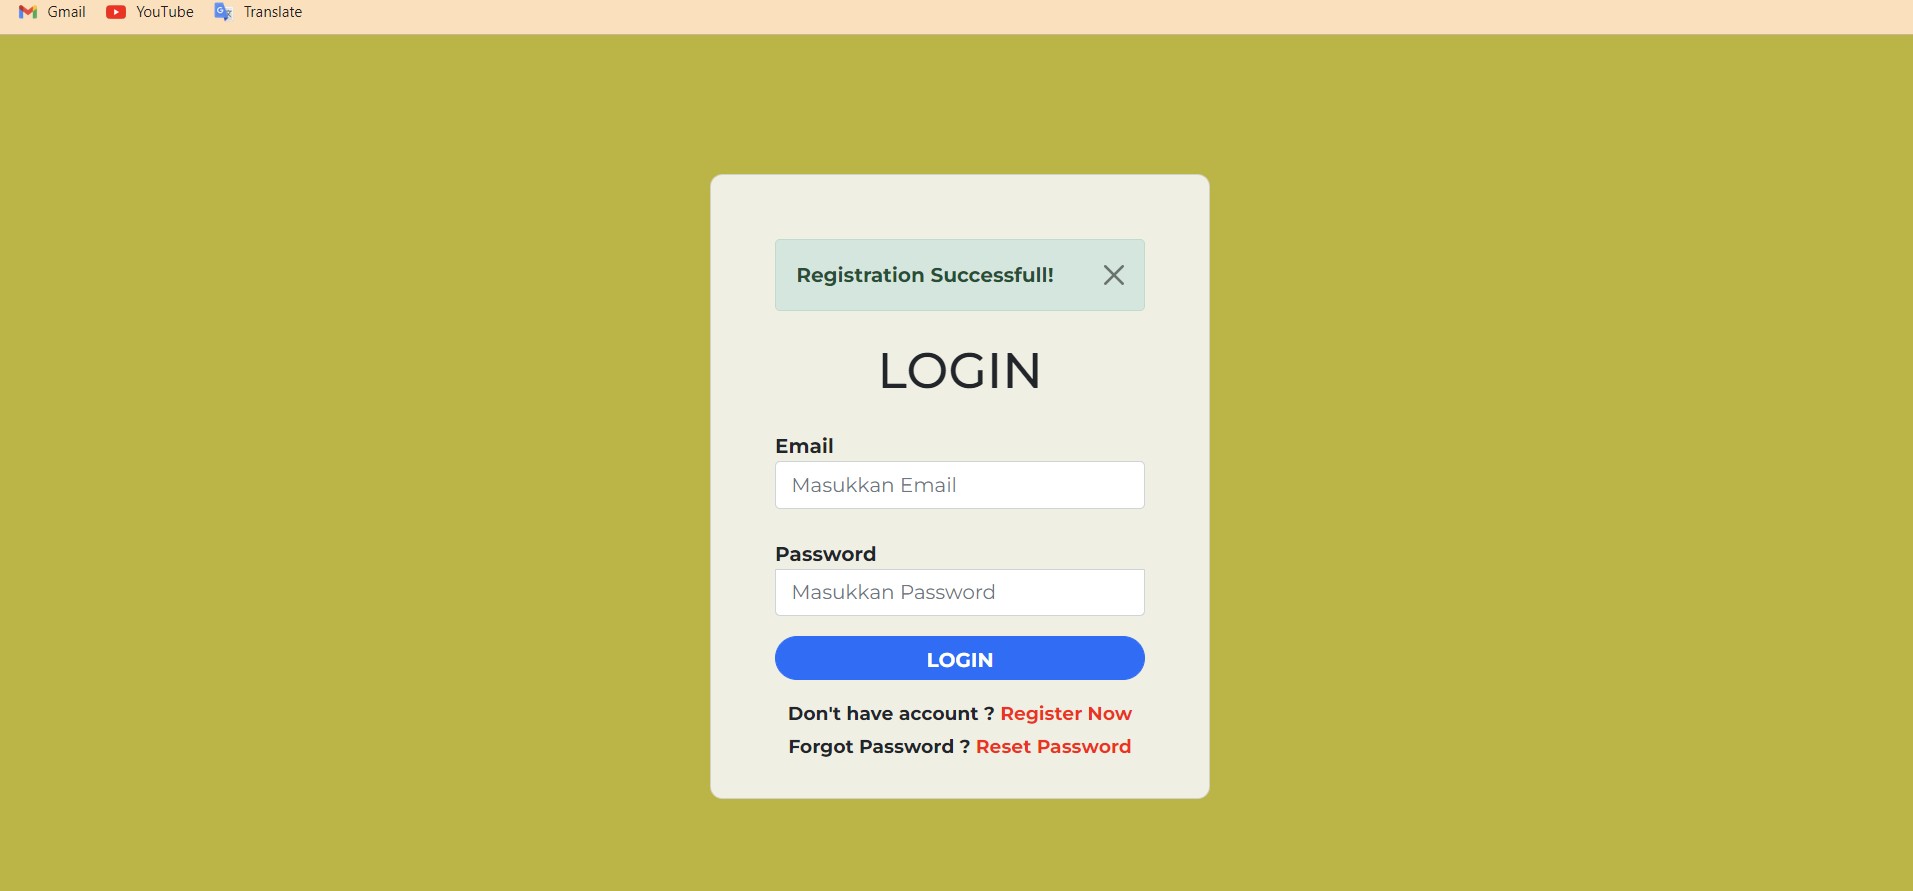 Gmail YouTube Translate
Registration Successfull!
LOGIN
Email
Masukkan Email
Password
Masukkan Password
LOGIN
Don't have account ? Register Now
Forgot Password ? Reset Password